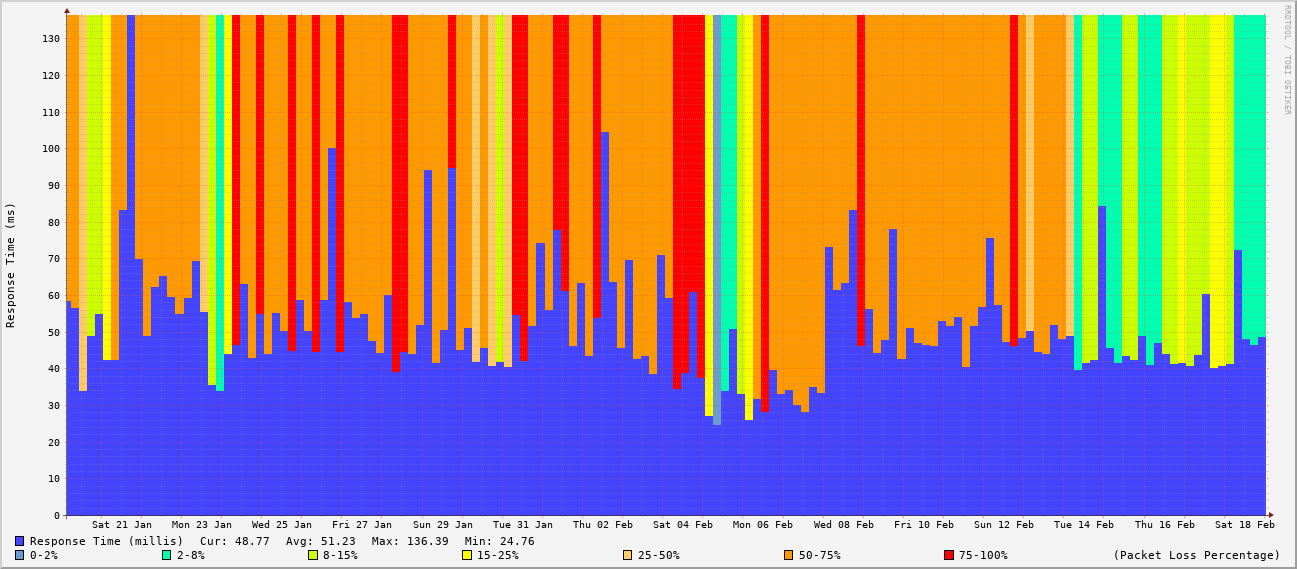 RRDTOOL / TOBI OETIKER
Response Time (ms)
130
120
110
100
90
80
70
60
50
40
30
20
10
0
Sat 21 Jan Mon 23 Jan Wed 25 Jan Fri 27 Jan Sun 29 Jan Tue 31 Jan Thu 02 Feb Sat 04 Feb Mon 06 Feb Wed 08 Feb Fri 10 Feb Sun 12 Feb Tue 14 Feb Thu 16 Feb Sat 18 Feb
Response Time (millis) Cur: 48.77 Avg: 51.23 Max: 136.39 Min: 24.76
0-2% 2-8% 8-15% 15-25% 25-50% 50-75% 75-100% (Packet Loss Percentage)